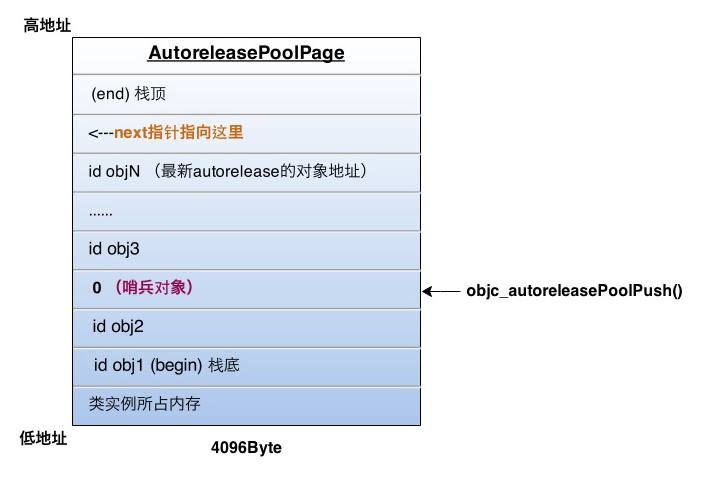 高地址
AutoreleasePoolPage
(end) 栈顶
<---next指针指向这里
id objN （最新autorelease的对象地址）
......
id obj3
0 （哨兵对象）
objc_autoreleasePoolPush()
id obj2
id obj1 (begin) 栈底
类实例所占内存
低地址
4096Byte